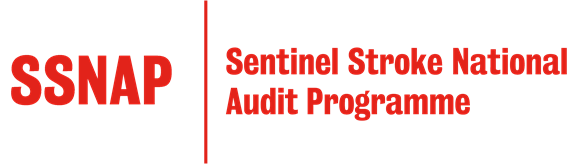 SSNAP
Sentinel Stroke National
Audit Programme